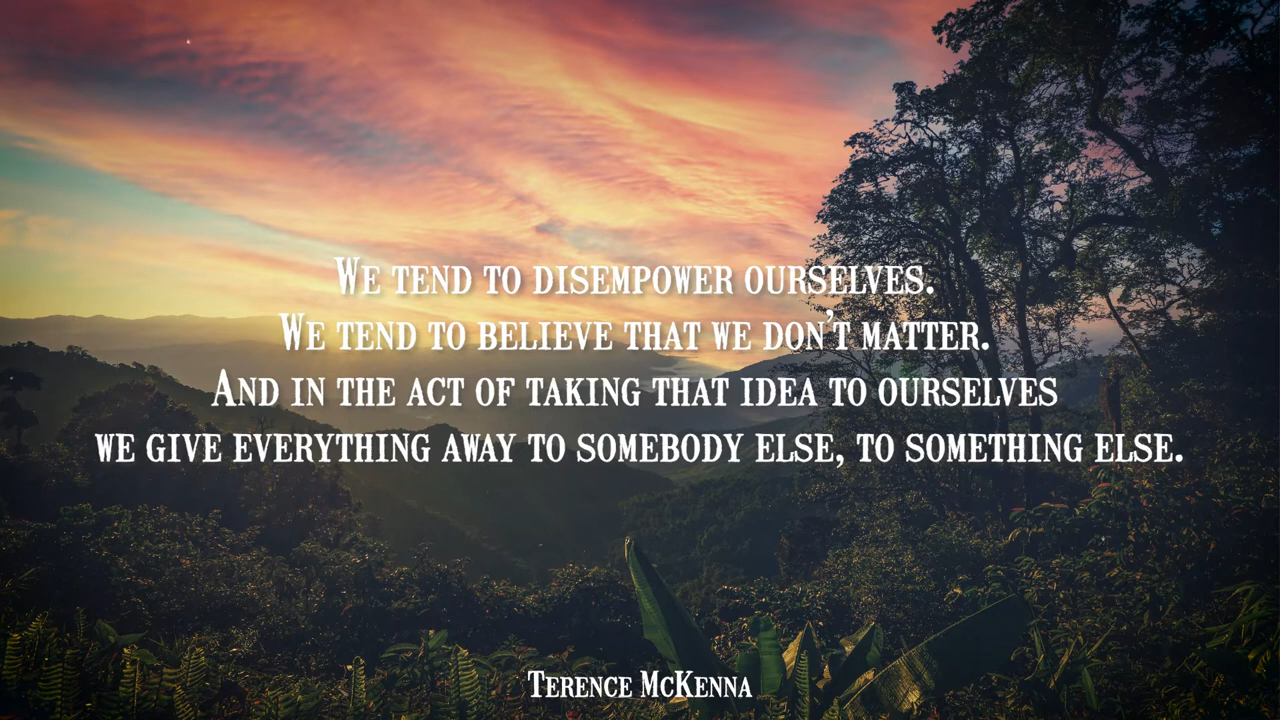 We tend to disempower ourselves.
We tend to believe that we don't matter.
And in the act of taking that idea to ourselves
we give everything away to somebody else, to something else.
Terence McKenna